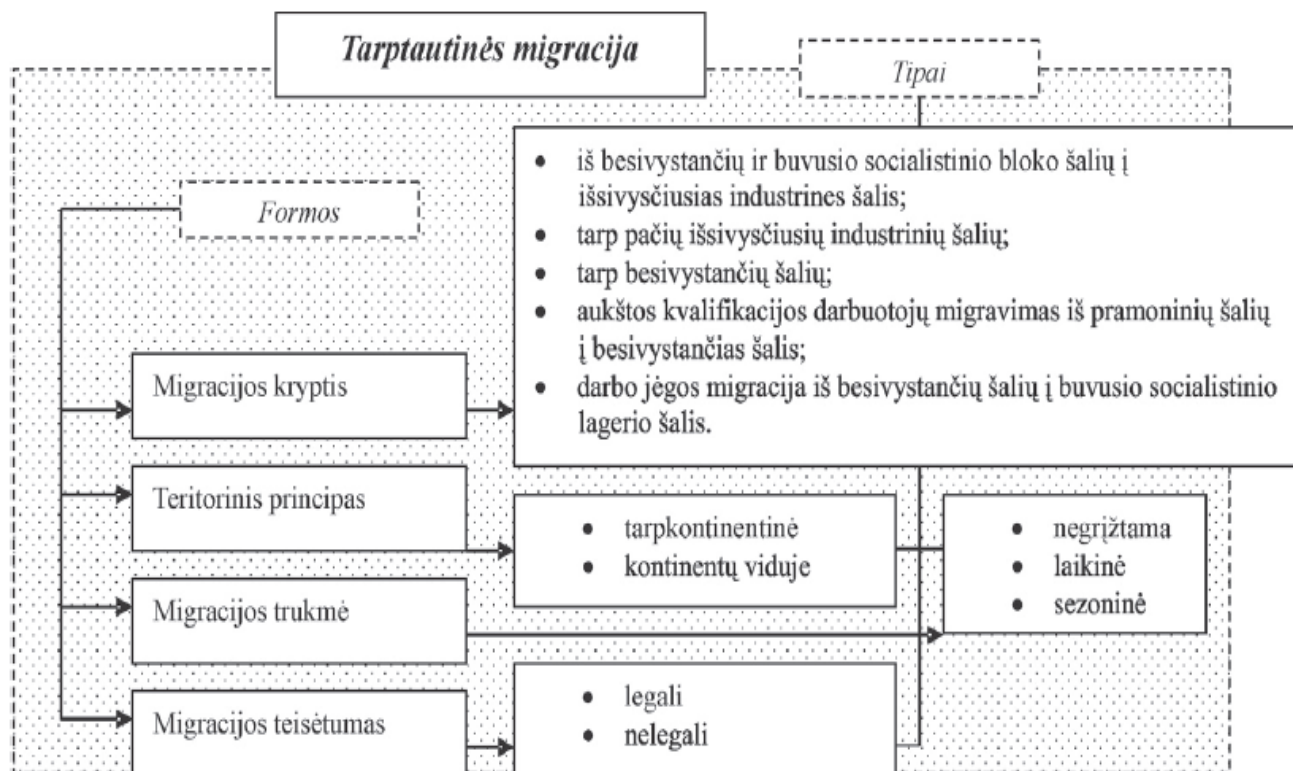 Tarptautinės migracija
Tipai
Formos
• iš besivystančių ir buvusio socialistinio bloko šalių į
išsivysčiusias industrines šalis;
• tarp pačių išsivysčiusių industrinių šalių;
• tarp besivystančių šalių;
• aukštos kvalifikacijos darbuotojų migravimas iš pramoninių šalių
į besivystančias šalis;
• darbo jėgos migracija iš besivystančių šalių į buvusio socialistinio
lagerio šalis.
Migracijos kryptis
Teritorinis principas
• tarpkontinentinė
• kontinentų viduje
• negrįžtama
• laikinė
• sezoninė
Migracijos trukmė
Migracijos teisėtumas
• legali
• nelegali